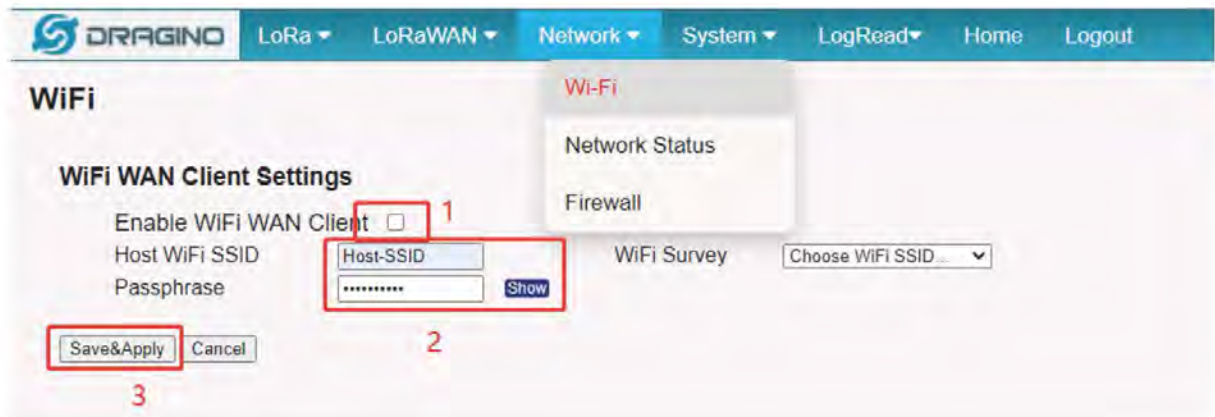 DRAGINO LoRa LoRaWAN Network System LogRead Home Logout
Wi-Fi
WiFi
Network Status
WiFi WAN Client Settings
Firewall
Enable WiFi WAN Client 1
Host WiFi SSID Host-SSID WiFi Survey Choose WiFi SSID...
Passphrase •••••••••• Show
Save&Apply Cancel 2
3